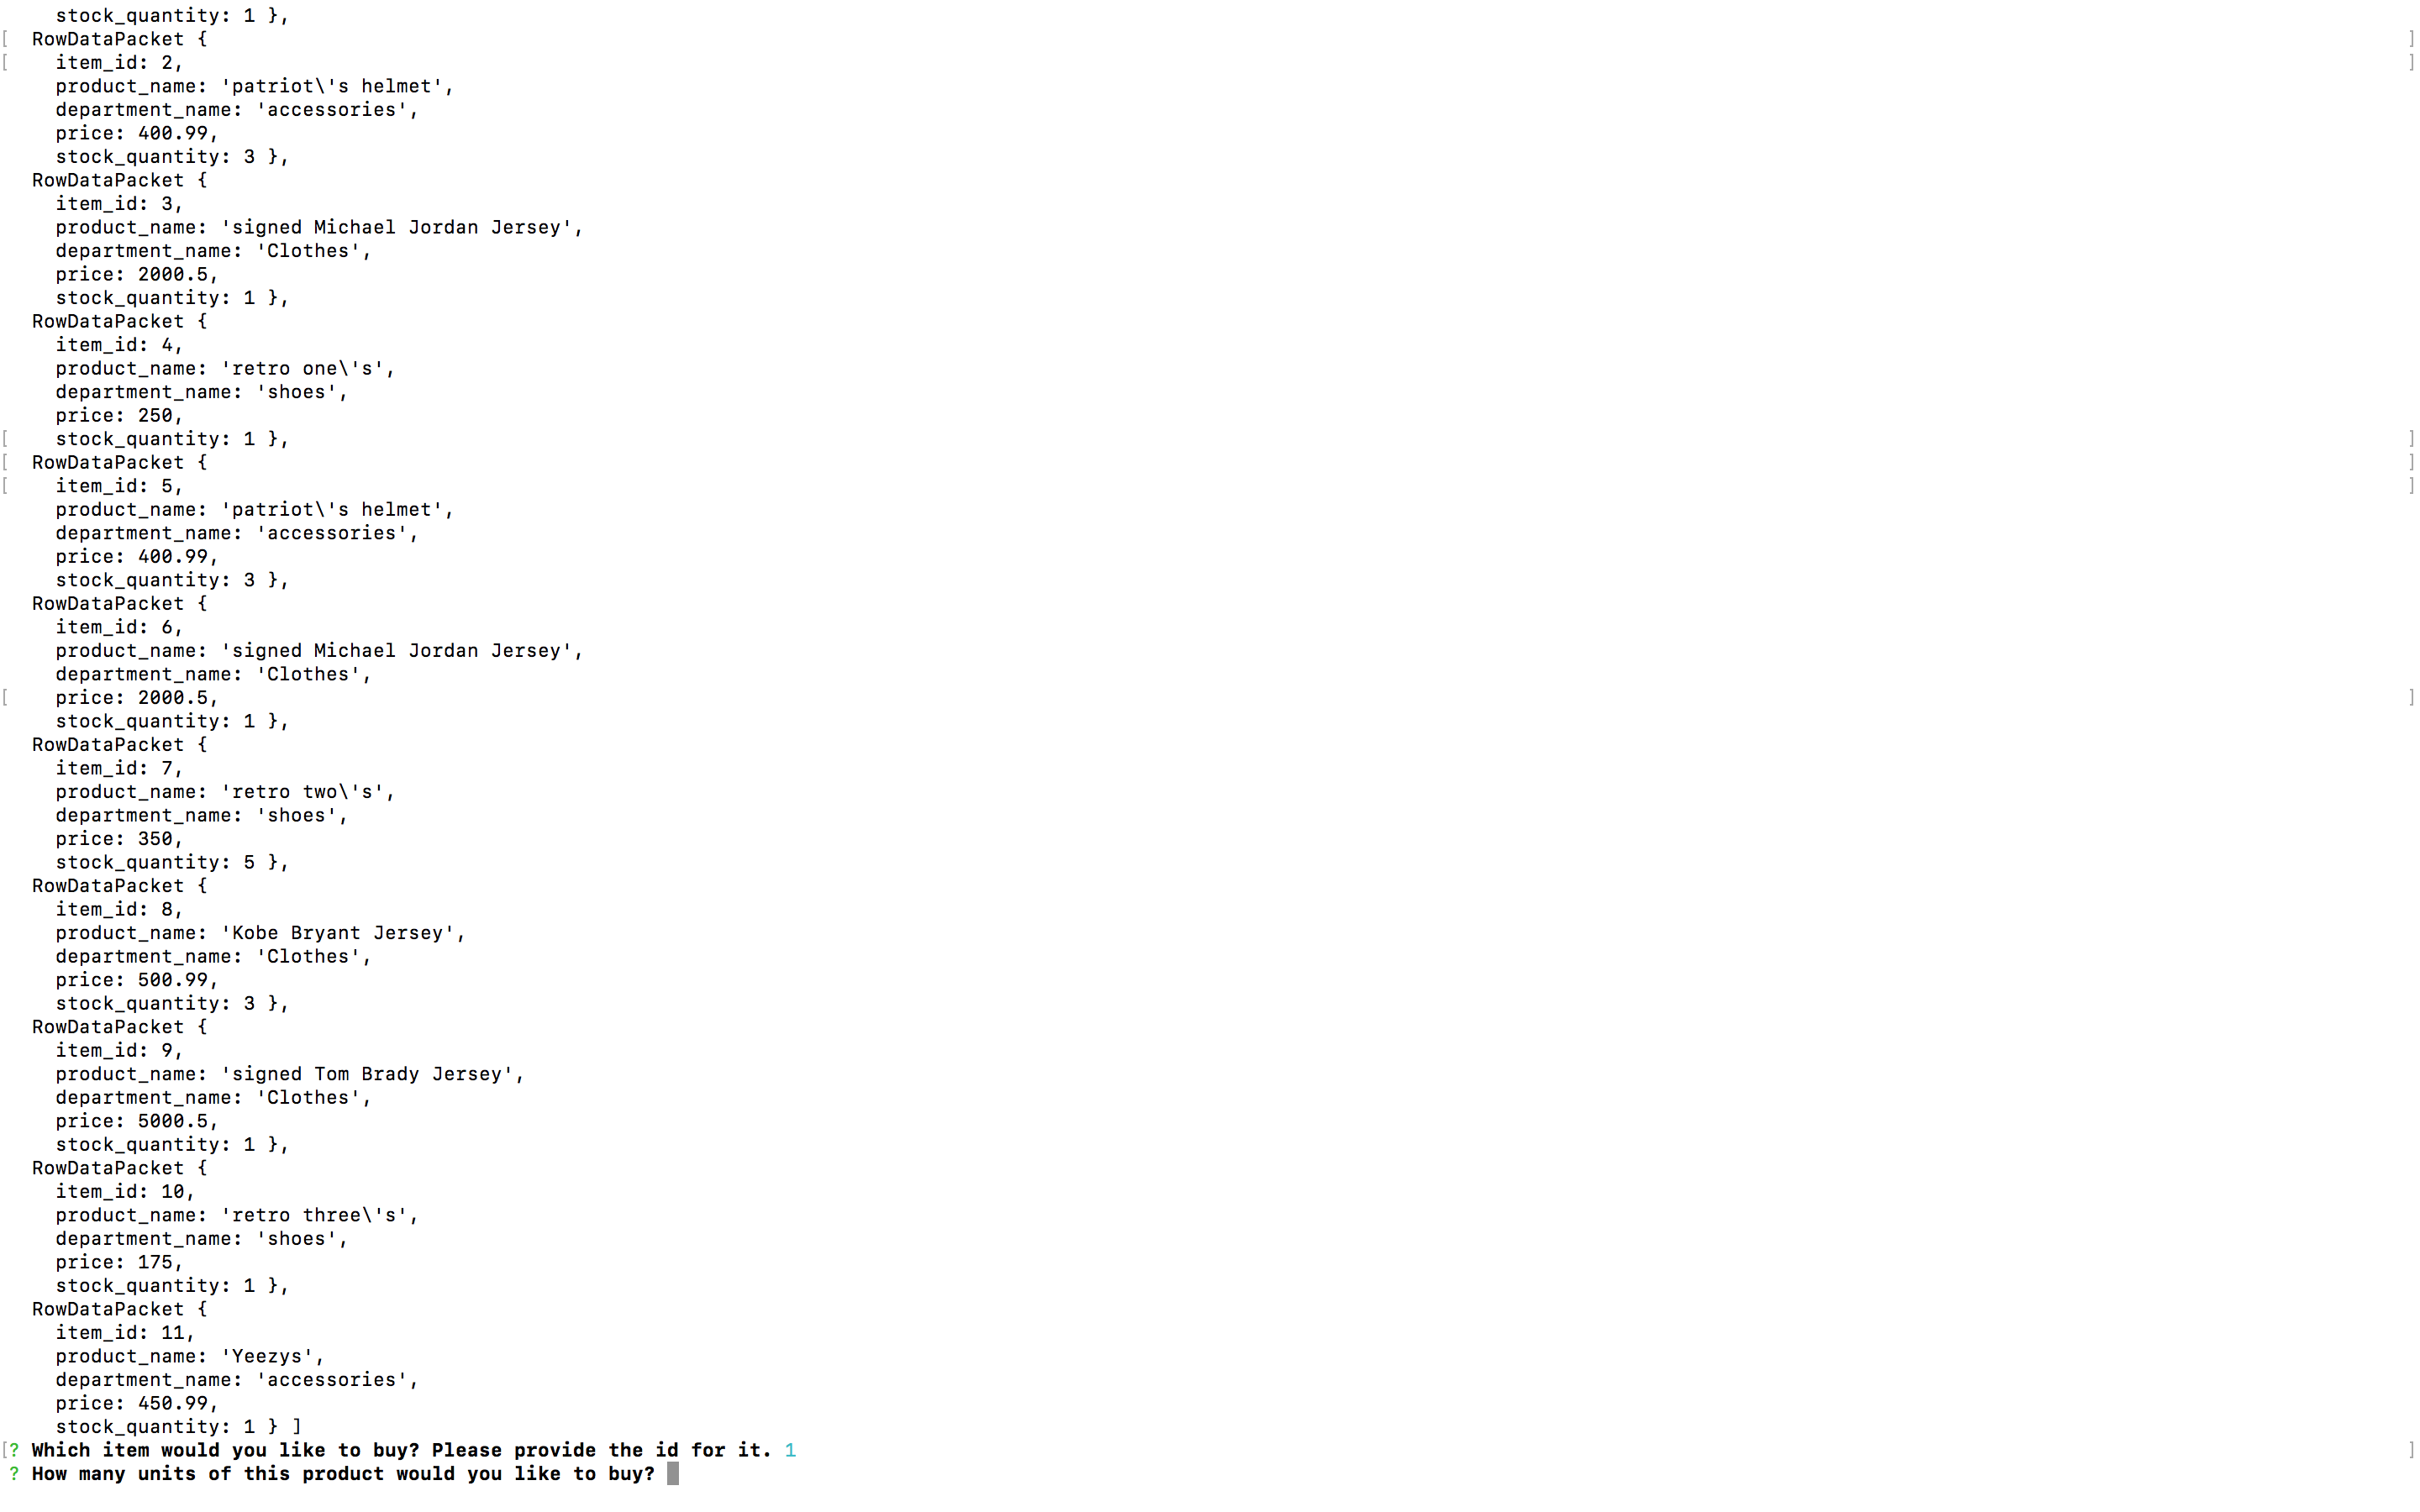 stock_quantity: 1 },
[ RowDataPacket { ]
[   item_id: 2, ]
    product_name: 'patriot\'s helmet',
    department_name: 'accessories',
    price: 400.99,
    stock_quantity: 3 },
  RowDataPacket {
    item_id: 3,
    product_name: 'signed Michael Jordan Jersey',
    department_name: 'Clothes',
    price: 2000.5,
    stock_quantity: 1 },
  RowDataPacket {
    item_id: 4,
    product_name: 'retro one\'s',
    department_name: 'shoes',
    price: 250,
[   stock_quantity: 1 }, ]
[ RowDataPacket { ]
[   item_id: 5, ]
    product_name: 'patriot\'s helmet',
    department_name: 'accessories',
    price: 400.99,
    stock_quantity: 3 },
  RowDataPacket {
    item_id: 6,
    product_name: 'signed Michael Jordan Jersey',
    department_name: 'Clothes',
[   price: 2000.5, ]
    stock_quantity: 1 },
  RowDataPacket {
    item_id: 7,
    product_name: 'retro two\'s',
    department_name: 'shoes',
    price: 350,
    stock_quantity: 5 },
  RowDataPacket {
    item_id: 8,
    product_name: 'Kobe Bryant Jersey',
    department_name: 'Clothes',
    price: 500.99,
    stock_quantity: 3 },
  RowDataPacket {
    item_id: 9,
    product_name: 'signed Tom Brady Jersey',
    department_name: 'Clothes',
    price: 5000.5,
    stock_quantity: 1 },
  RowDataPacket {
    item_id: 10,
    product_name: 'retro three\'s',
    department_name: 'shoes',
    price: 175,
    stock_quantity: 1 },
  RowDataPacket {
    item_id: 11,
    product_name: 'Yeezys',
    department_name: 'accessories',
    price: 450.99,
    stock_quantity: 1 } ]
[? Which item would you like to buy? Please provide the id for it. 1 ]
? How many units of this product would you like to buy?